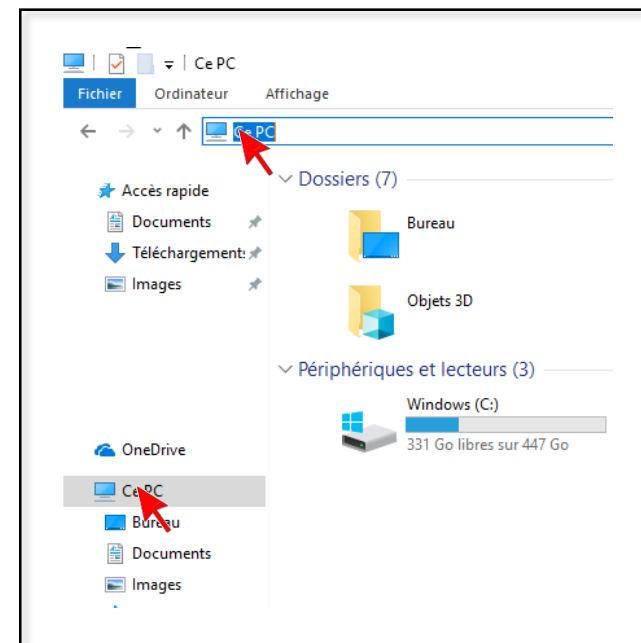 Ce PC
Fichier Ordinateur Affichage
Ce PC
Accès rapide
Documents
Téléchargements
Images
OneDrive
Ce PC
Bureau
Documents
Images
Dossiers (7)
Bureau
Objets 3D
Périphériques et lecteurs (3)
Windows (C:)
331 Go libres sur 447 Go